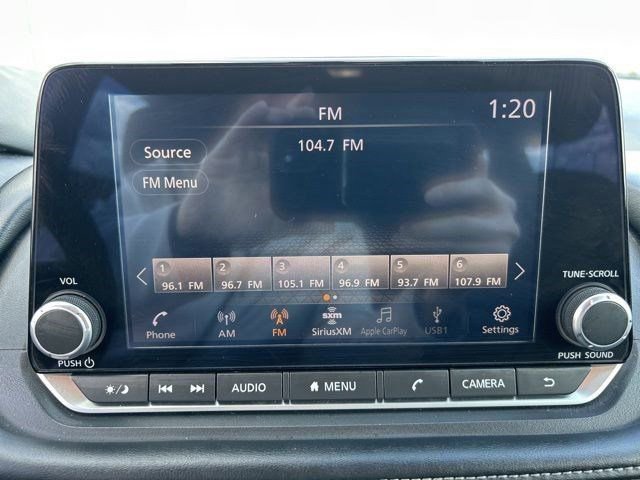 FM 1:20
Source 104.7 FM
FM Menu
1 2 3 4 5 6
96.1 FM 96.7 FM 105.1 FM 96.9 FM 93.7 FM 107.9 FM
VOL TUNE-SCROLL
sxm
Phone AM FM SiriusXM Apple CarPlay USB1 Settings
PUSH PUSH SOUND
AUDIO MENU CAMERA